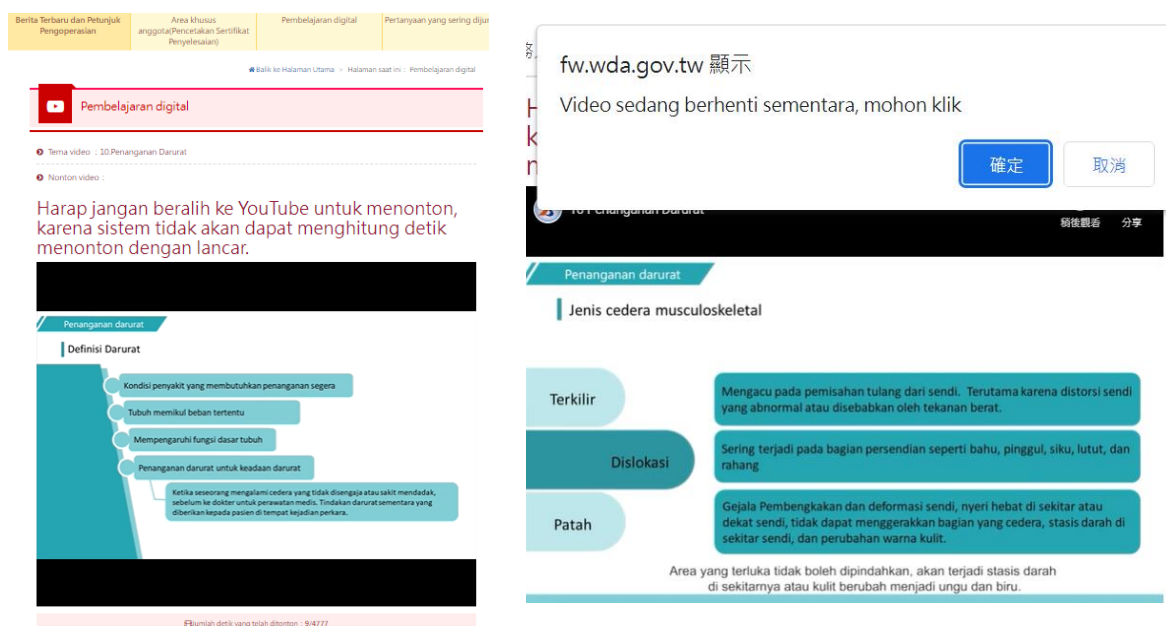 Berita Terbaru dan Petunjuk
Pengoperasian
Area khusus
anggota(Pencetakan Sertifikat
Penyelesaian)
Pembelajaran digital
Pertanyaan yang sering diju
Balik ke Halaman Utama > Halaman saat ini : Pembelajaran digital
Pembelajaran digital
Tema video : 10.Penanganan Darurat
Nonton video :
Harap jangan beralih ke YouTube untuk menonton,
karena sistem tidak akan dapat menghitung detik
menonton dengan lancar.
Penanganan darurat
Definisi Darurat
Kondisi penyakit yang membutuhkan penanganan segera
Tubuh memikul beban tertentu
Mempengaruhi fungsi dasar tubuh
Penanganan darurat untuk keadaan darurat
Ketika seseorang mengalami cedera yang tidak disengaja atau sakit mendadak,
sebelum ke dokter untuk perawatan medis. Tindakan darurat sementara yang
diberikan kepada pasien di tempat kejadian perkara.
Jumlah detik yang telah ditonton : 9/4777
fw.wda.gov.tw 顯示
Video sedang berhenti sementara, mohon klik
確定
取消
稍後觀看
分享
Penanganan darurat
Jenis cedera musculoskeletal
Terkilir
Mengacu pada pemisahan tulang dari sendi. Terutama karena distorsi sendi
yang abnormal atau disebabkan oleh tekanan berat.
Dislokasi
Sering terjadi pada bagian persendian seperti bahu, pinggul, siku, lutut, dan
rahang
Patah
Gejala Pembengkakan dan deformasi sendi, nyeri hebat di sekitar atau
dekat sendi, tidak dapat menggerakkan bagian yang cedera, stasis darah di
sekitar sendi, dan perubahan warna kulit.
Area yang terluka tidak boleh dipindahkan, akan terjadi stasis darah
di sekitarnya atau kulit berubah menjadi ungu dan biru.